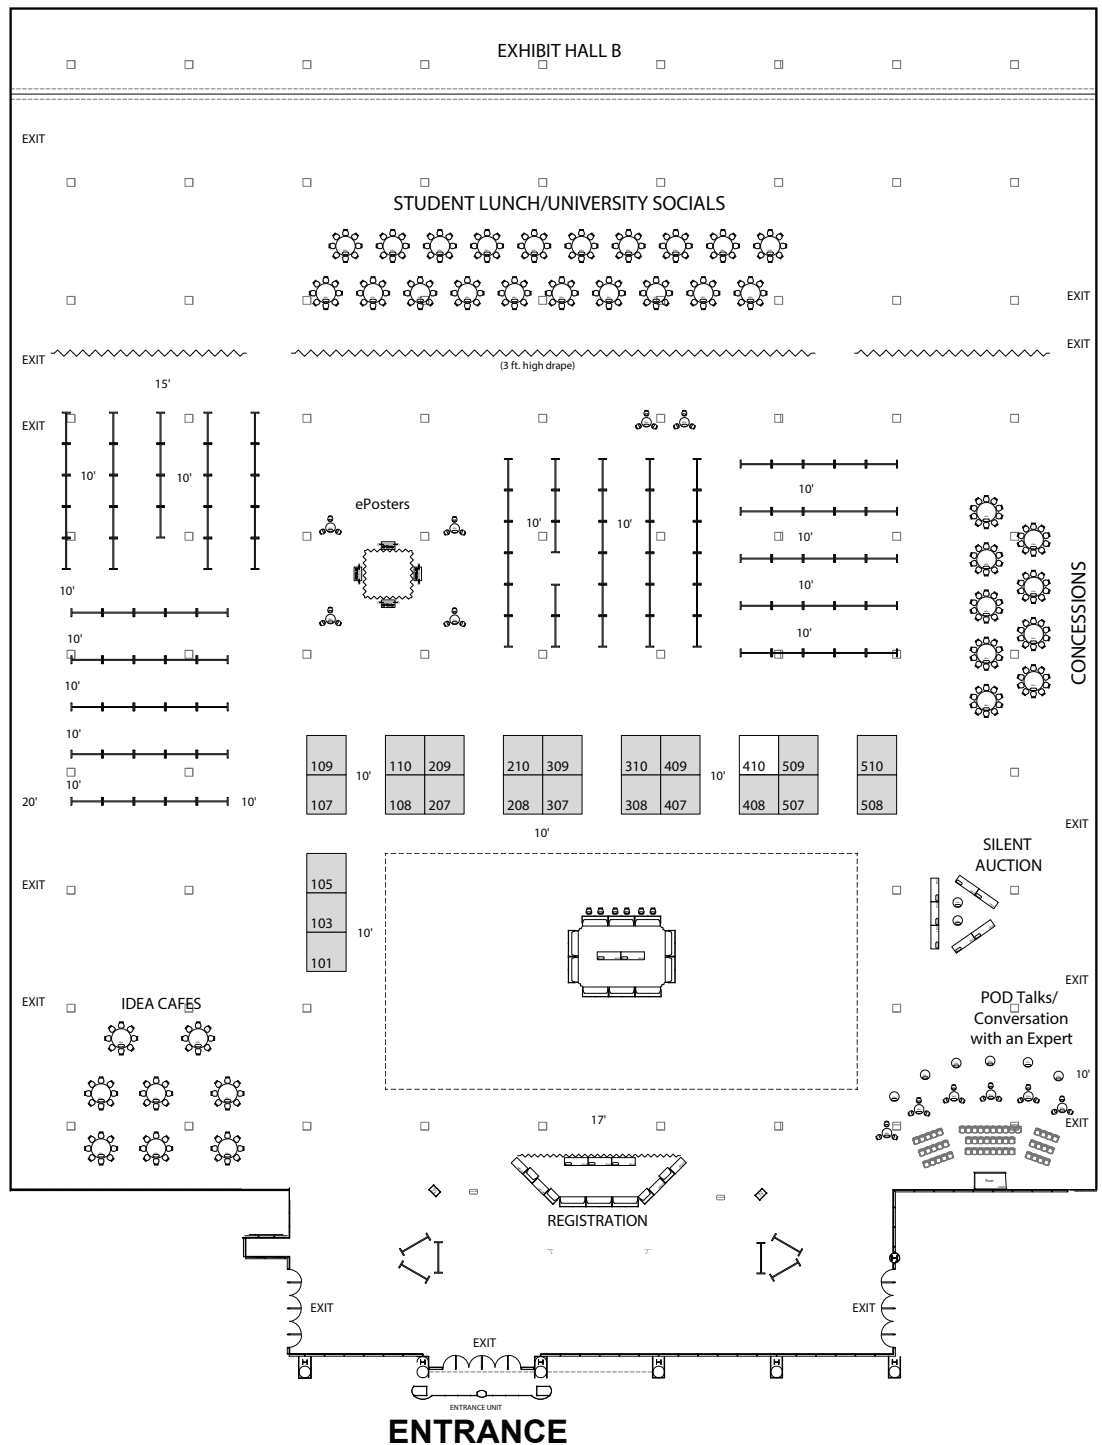 EXHIBIT HALL B
EXIT
STUDENT LUNCH/UNIVERSITY SOCIALS
EXIT
EXIT
EXIT
(3 ft. high drape)
15'
EXIT
10'
10'
ePosters
10'
10'
10'
10'
10'
10'
CONCESSIONS
10'
10'
10'
10'
10'
20'
10'
109
107
10'
110 209
108 207
210 309
208 307
10'
310 409
308 407
10'
410 509
408 507
510
508
EXIT
SILENT
AUCTION
EXIT
105
103
101
10'
EXIT
EXIT
IDEA CAFES
POD Talks/
Conversation
with an Expert
10'
EXIT
17'
REGISTRATION
EXIT
EXIT
EXIT
ENTRANCE UNIT
ENTRANCE